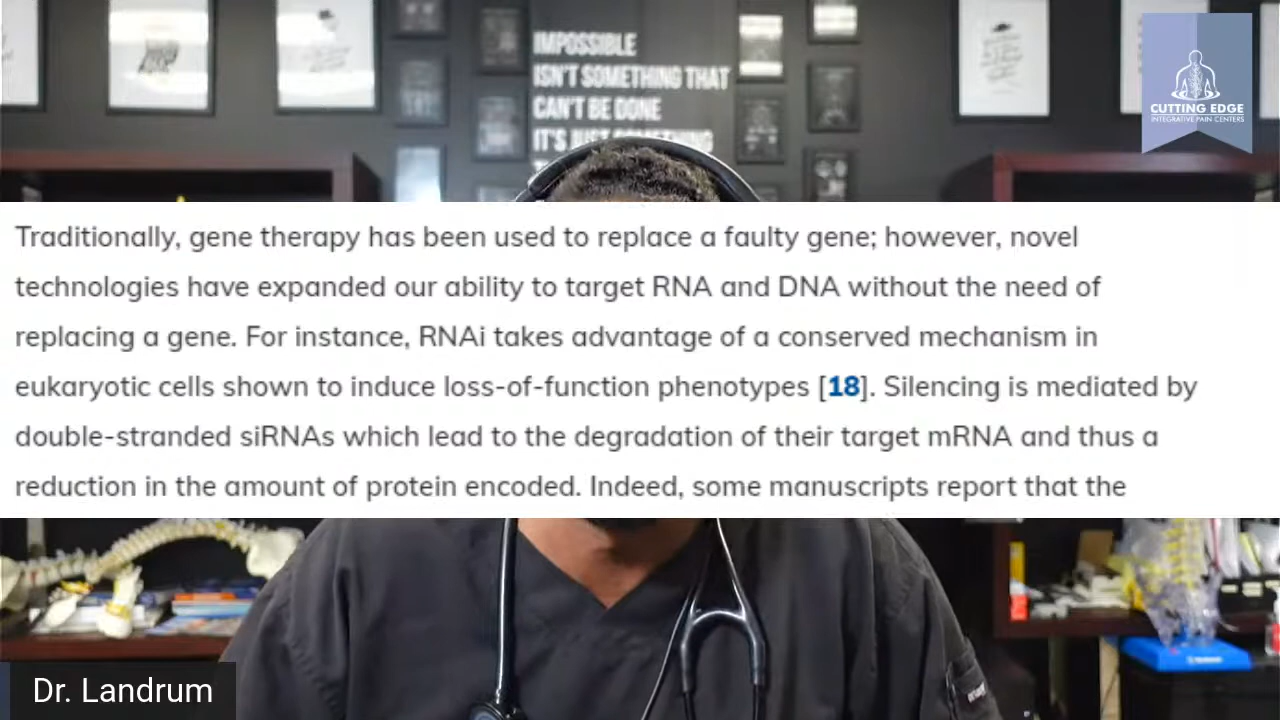 IMPOSSIBLE
ISN'T SOMETHING THAT
CAN'T BE DONE
IT'S JUST SOMETHING
CUTTING EDGE
INTEGRATIVE PAIN CENTERS
Traditionally, gene therapy has been used to replace a faulty gene; however, novel
technologies have expanded our ability to target RNA and DNA without the need of
replacing a gene. For instance, RNAi takes advantage of a conserved mechanism in
eukaryotic cells shown to induce loss-of-function phenotypes [18]. Silencing is mediated by
double-stranded siRNAs which lead to the degradation of their target mRNA and thus a
reduction in the amount of protein encoded. Indeed, some manuscripts report that the
Dr. Landrum